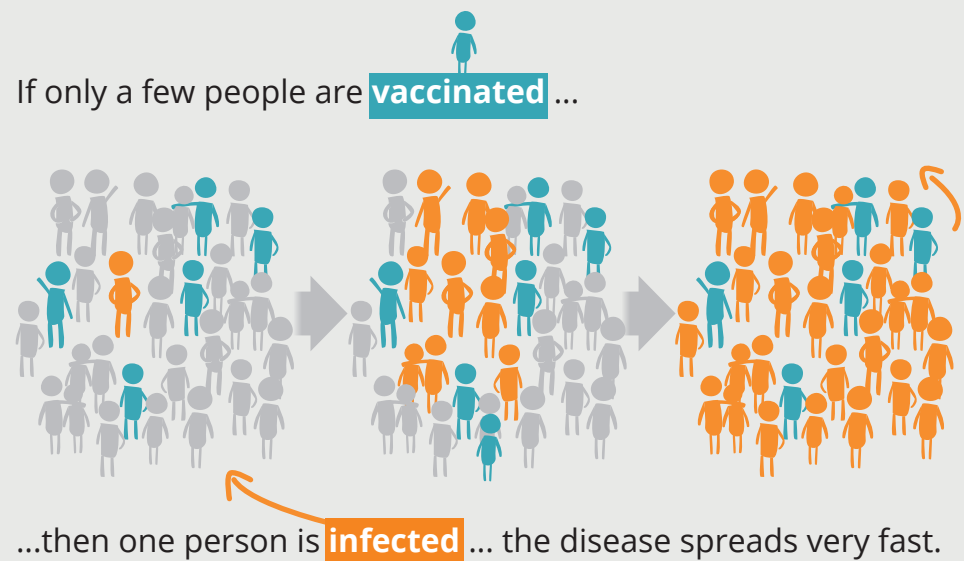 If only a few people are vaccinated ...
...then one person is infected ... the disease spreads very fast.